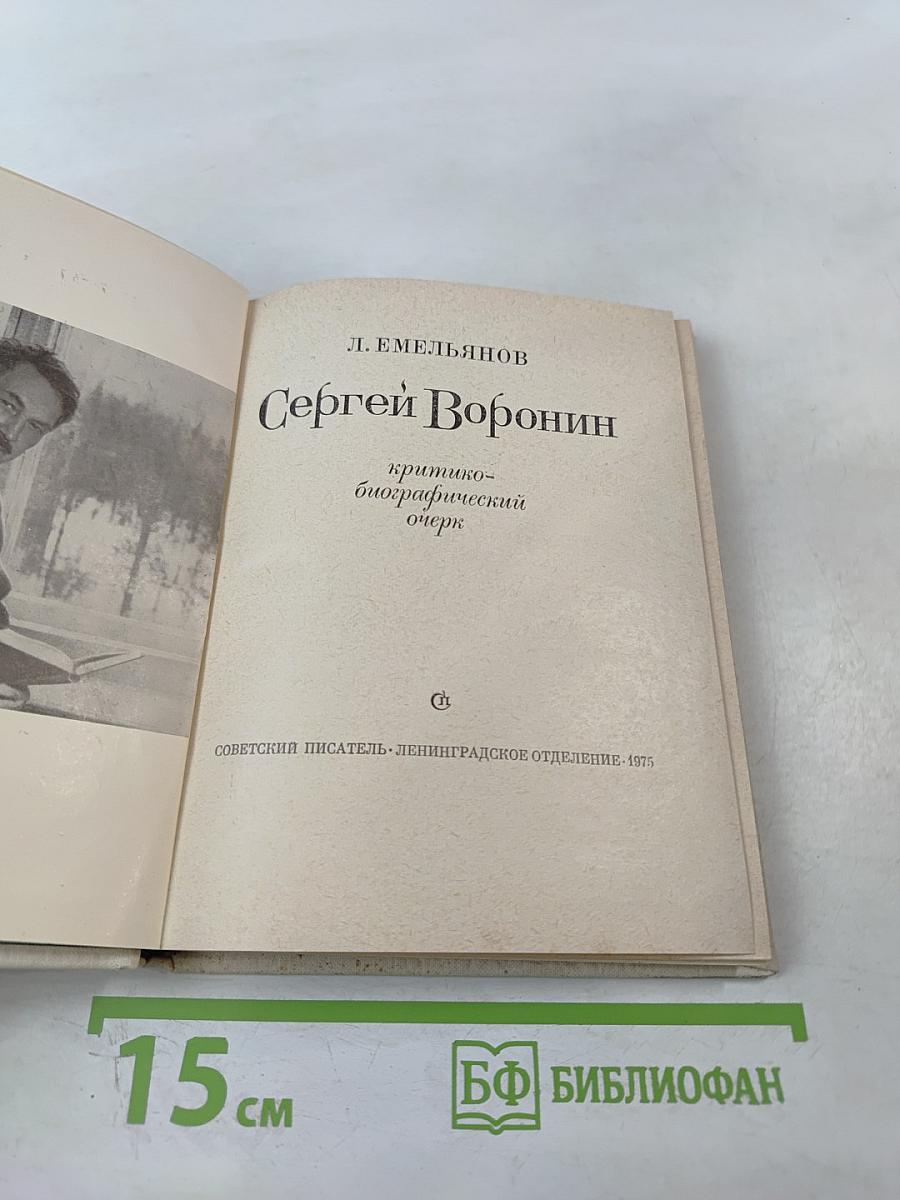 Л. ЕМЕЛЬЯНОВ
Сергей Воронин
критико-
биографический
очерк
СП
СОВЕТСКИЙ ПИСАТЕЛЬ · ЛЕНИНГРАДСКОЕ ОТДЕЛЕНИЕ · 1975
15 см
БФ БИБЛИОФАН